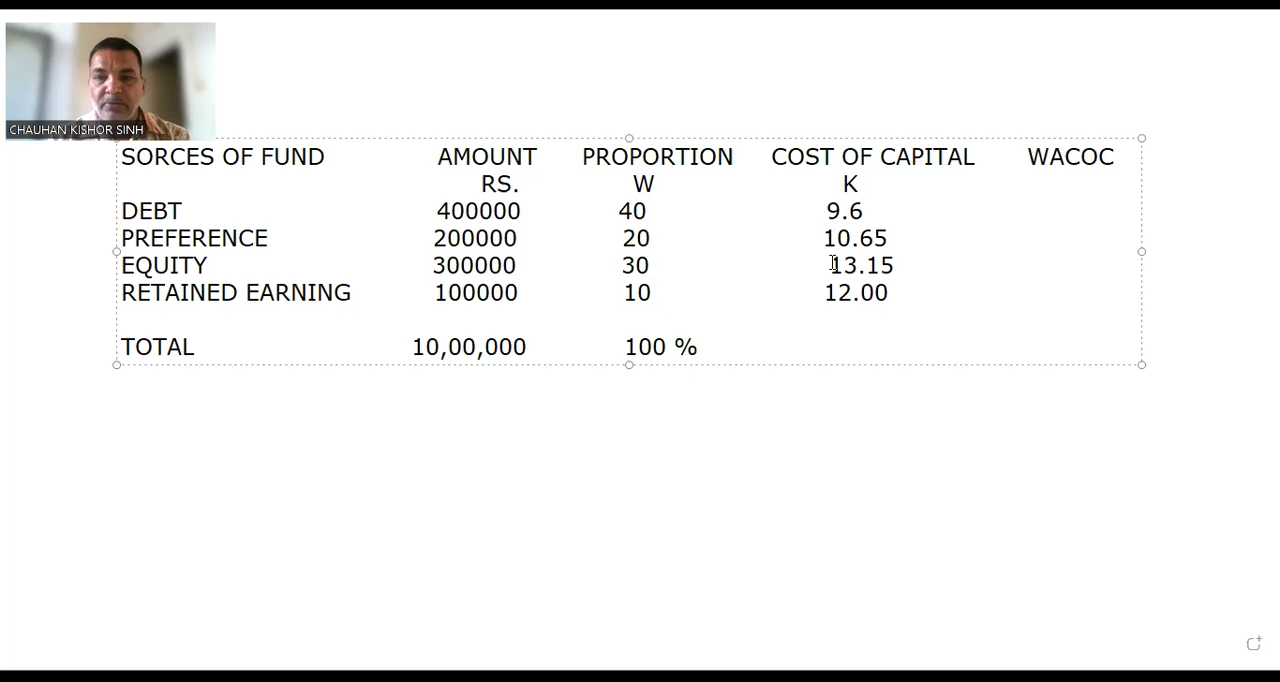 CHAUHAN KISHOR SINH
SORCES OF FUND AMOUNT PROPORTION COST OF CAPITAL WACOC
RS. W K
DEBT 400000 40 9.6
PREFERENCE 200000 20 10.65
EQUITY 300000 30 13.15
RETAINED EARNING 100000 10 12.00
TOTAL 10,00,000 100 %